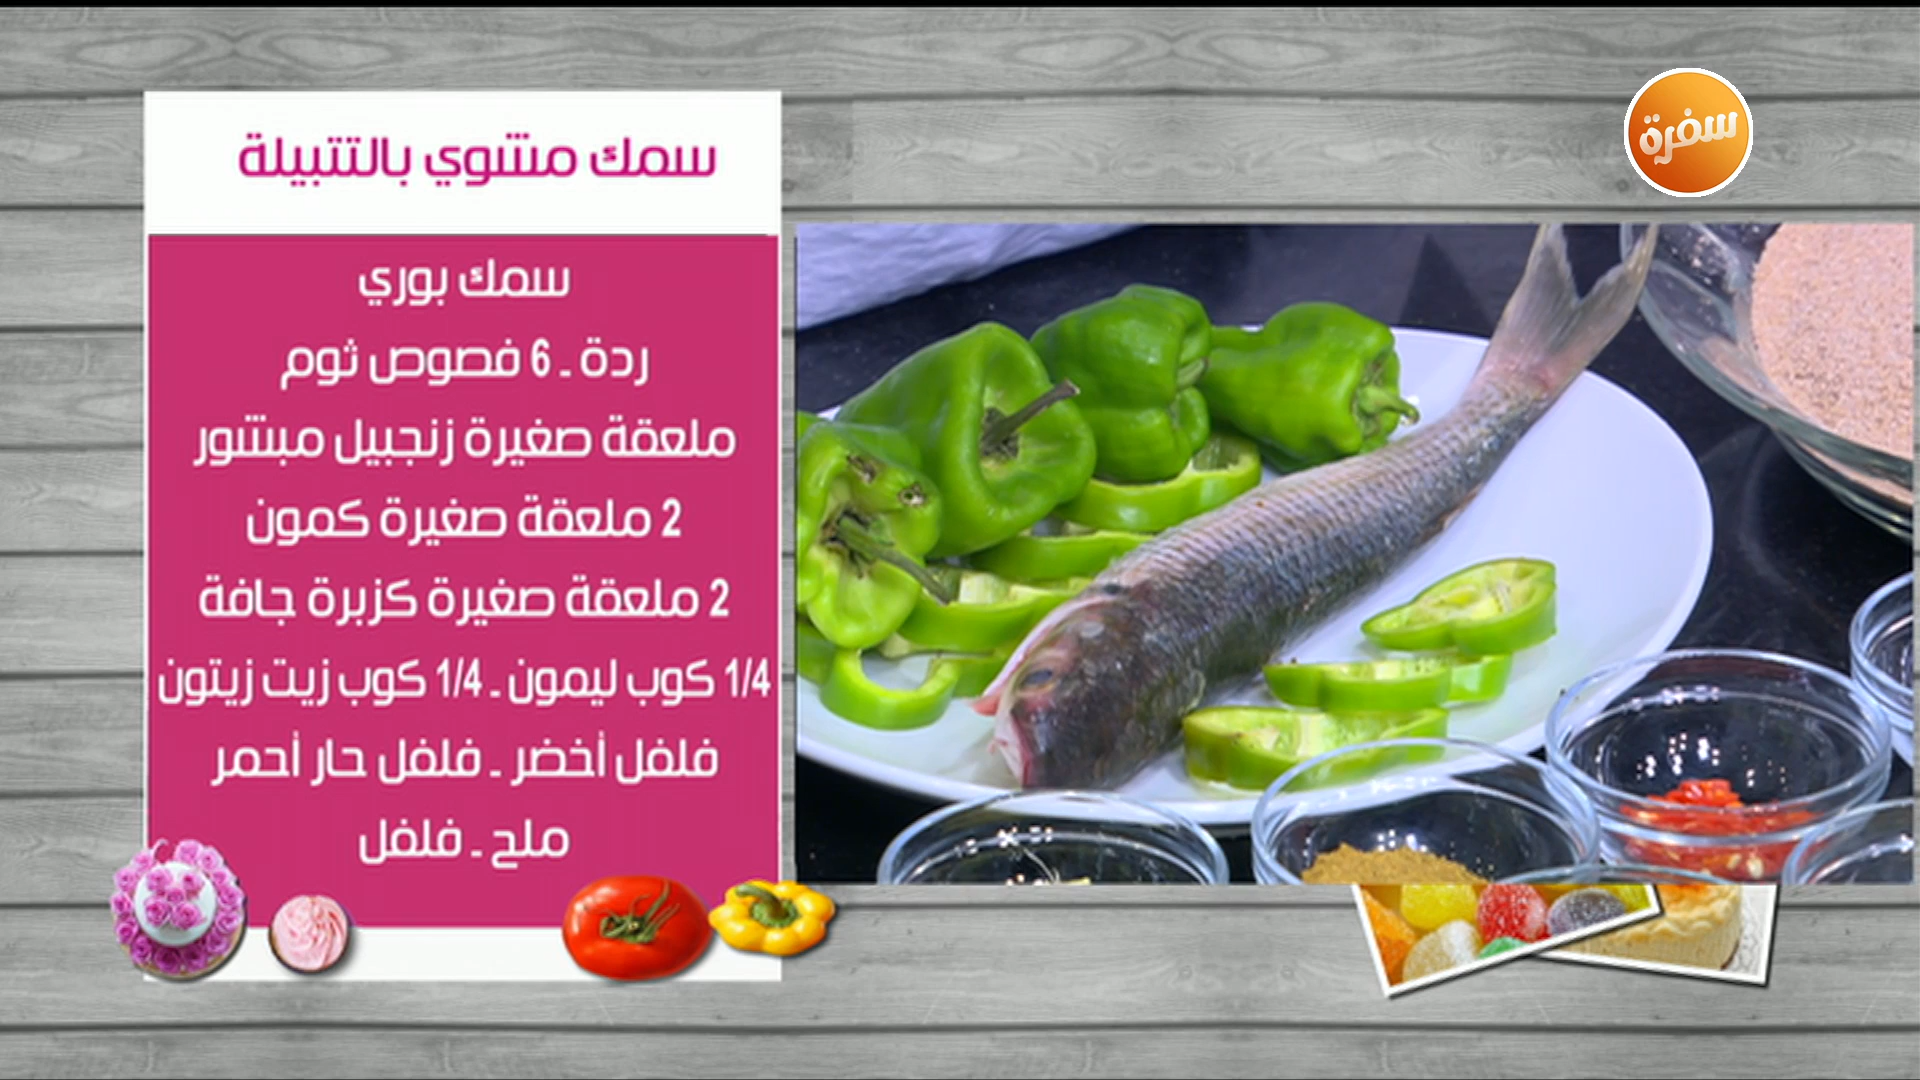 سفرة
سمك مشوي بالتتبيلة
سمك بوري
ردة ـ 6 فصوص ثوم
ملعقة صغيرة زنجبيل مبشور
2 ملعقة صغيرة كمون
2 ملعقة صغيرة كزبرة جافة
1/4 كوب ليمون ـ 1/4 كوب زيت زيتون
فلفل أخضر ـ فلفل حار أحمر
ملح ـ فلفل